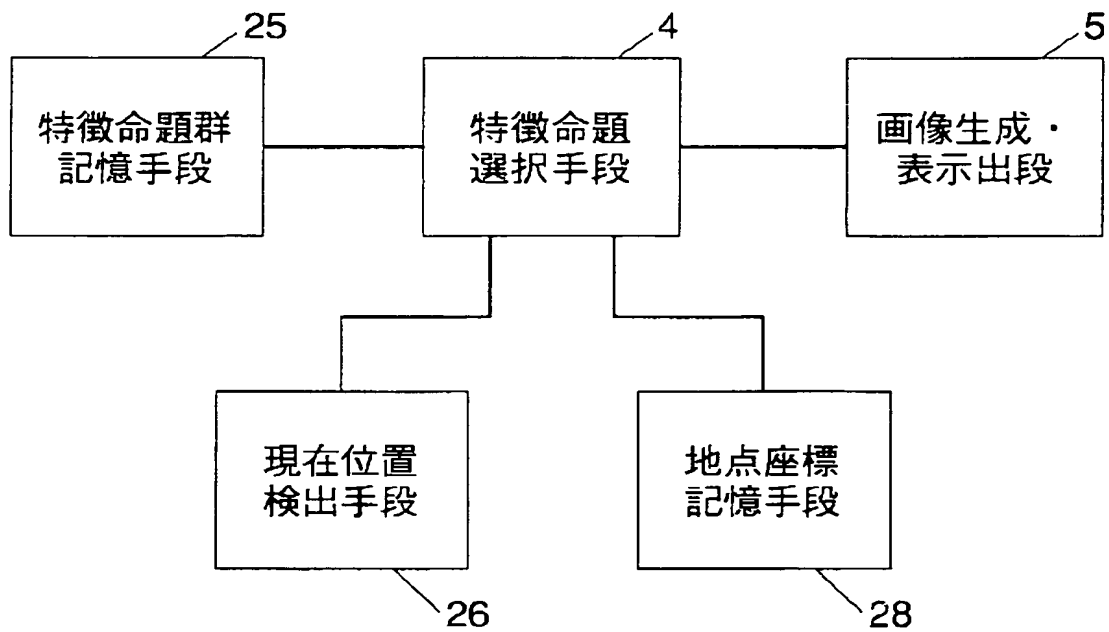 25
4
5
特徴命題群
記憶手段
特徴命題
選択手段
画像生成・
表示出段
現在位置
検出手段
地点座標
記憶手段
26
28